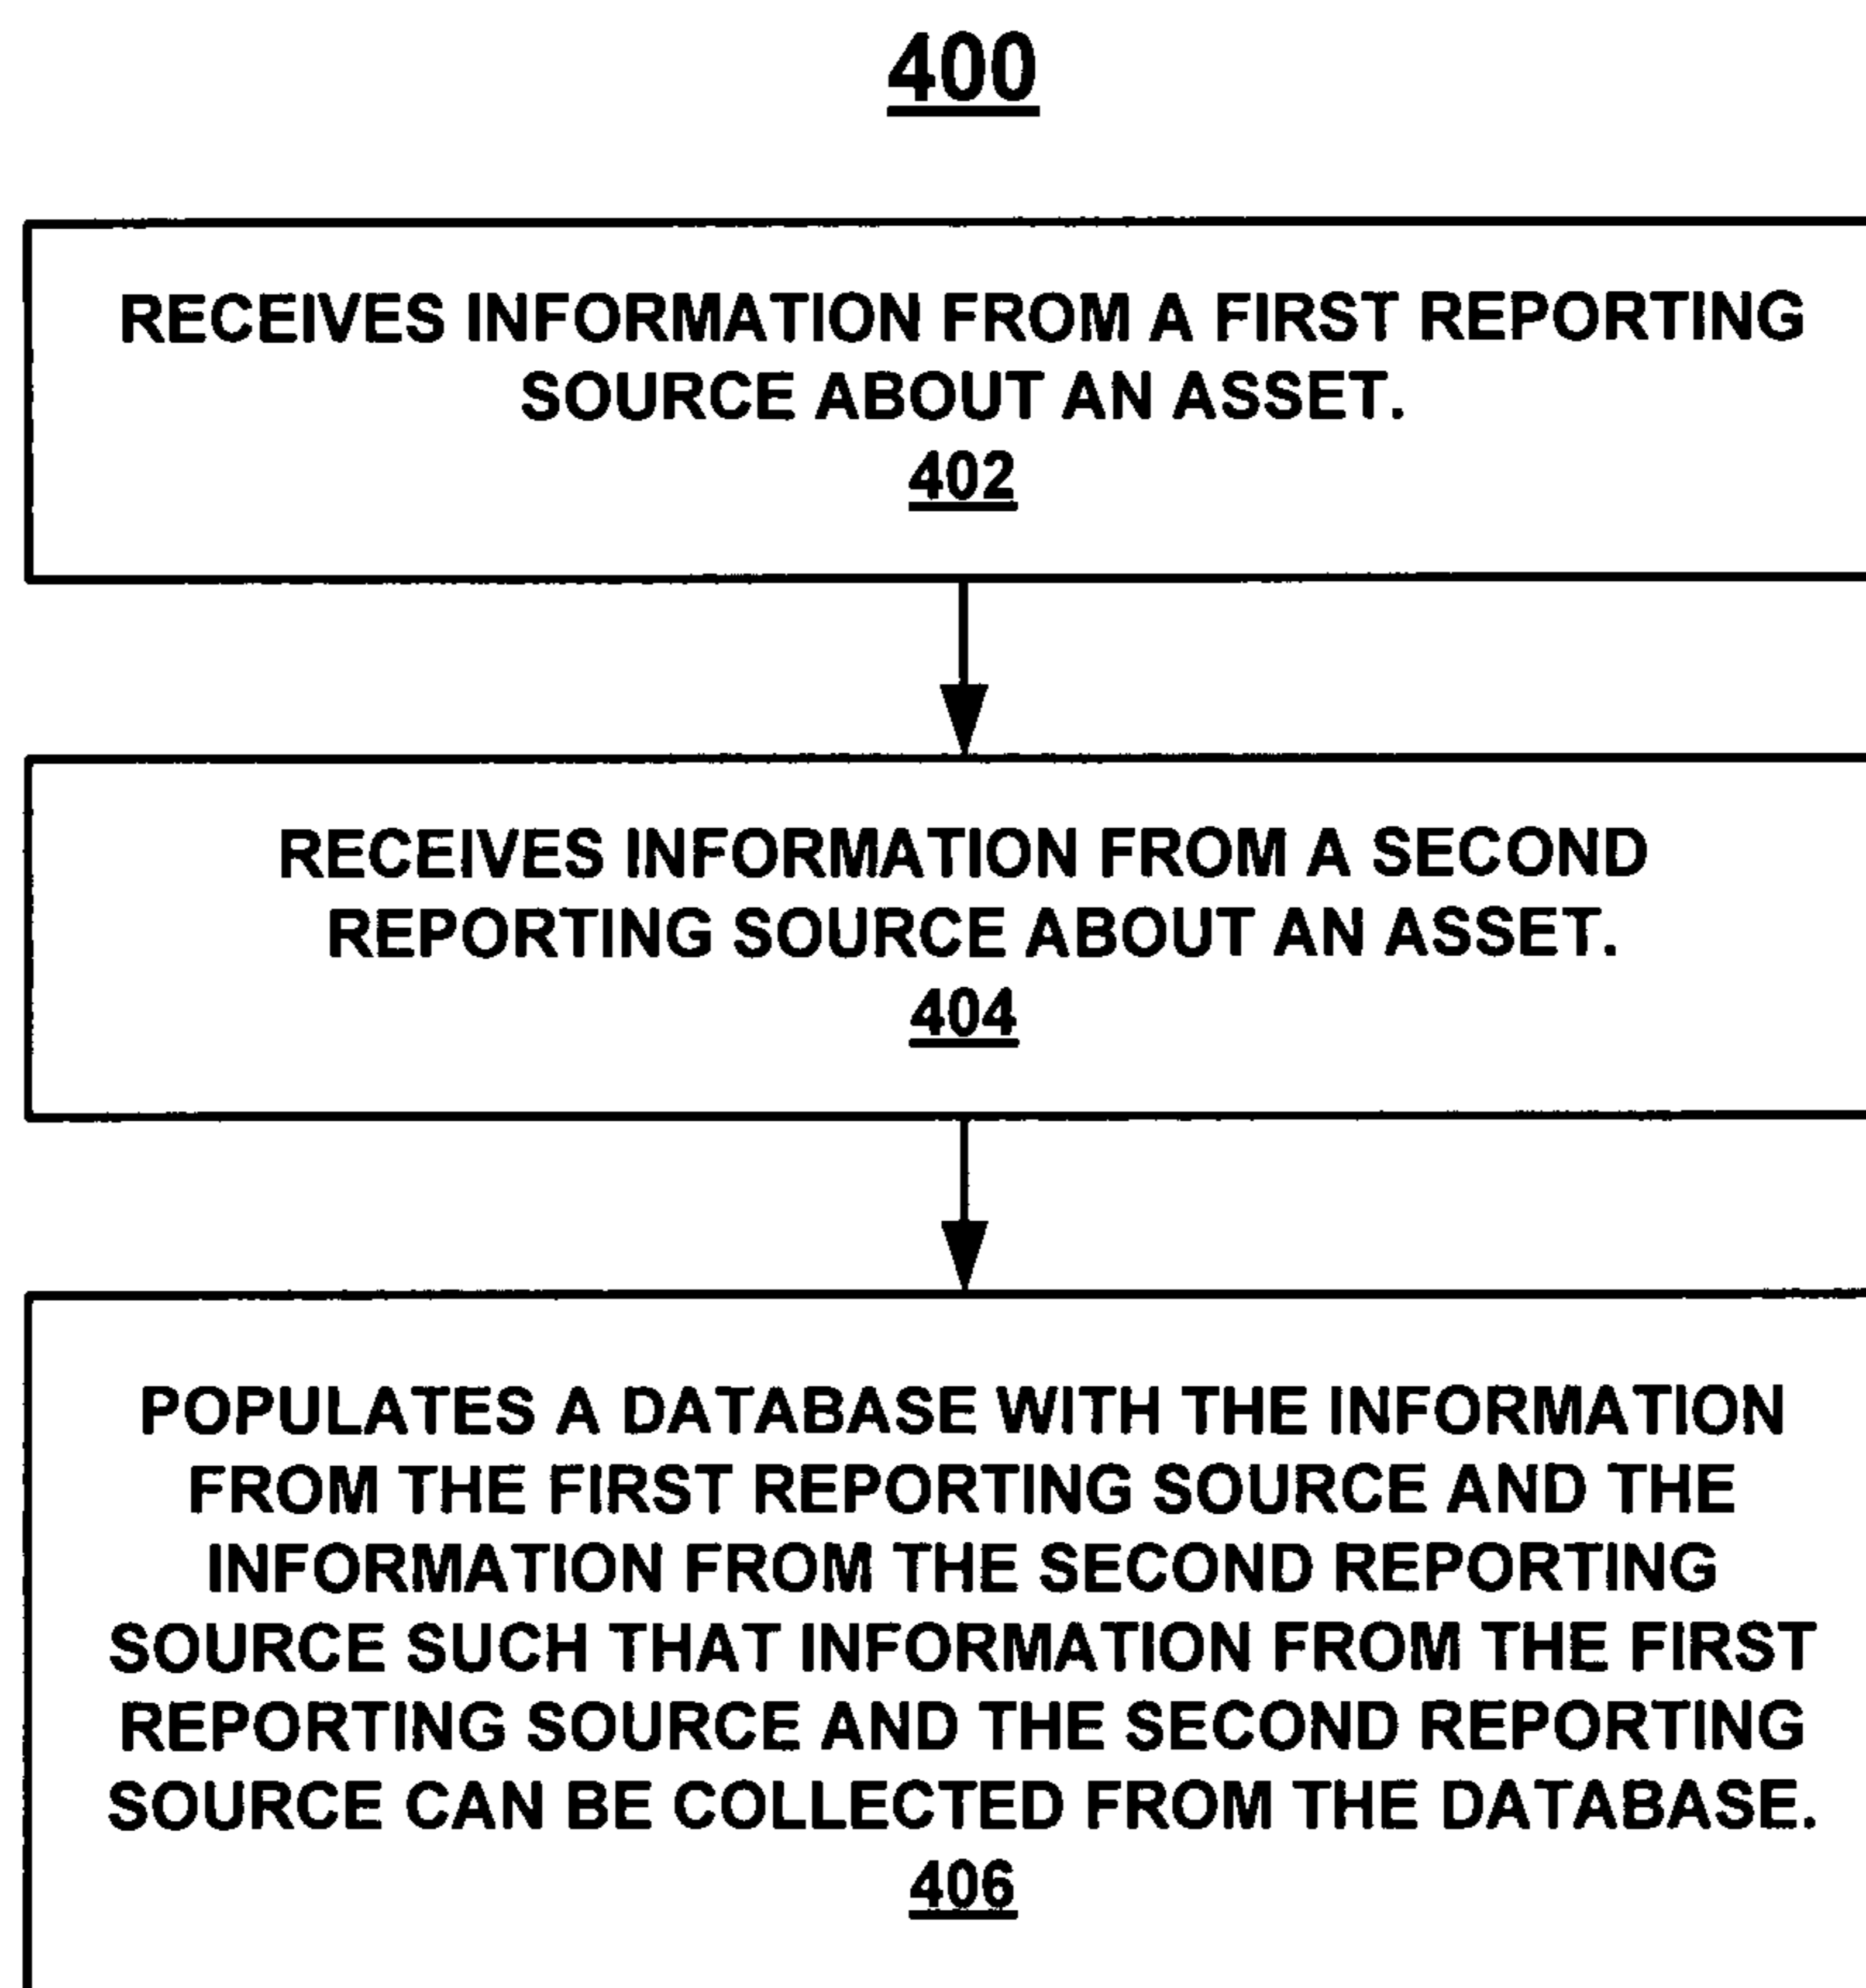 400
RECEIVES INFORMATION FROM A FIRST REPORTING
SOURCE ABOUT AN ASSET.
402
RECEIVES INFORMATION FROM A SECOND
REPORTING SOURCE ABOUT AN ASSET.
404
POPULATES A DATABASE WITH THE INFORMATION
FROM THE FIRST REPORTING SOURCE AND THE
INFORMATION FROM THE SECOND REPORTING
SOURCE SUCH THAT INFORMATION FROM THE FIRST
REPORTING SOURCE AND THE SECOND REPORTING
SOURCE CAN BE COLLECTED FROM THE DATABASE.
406